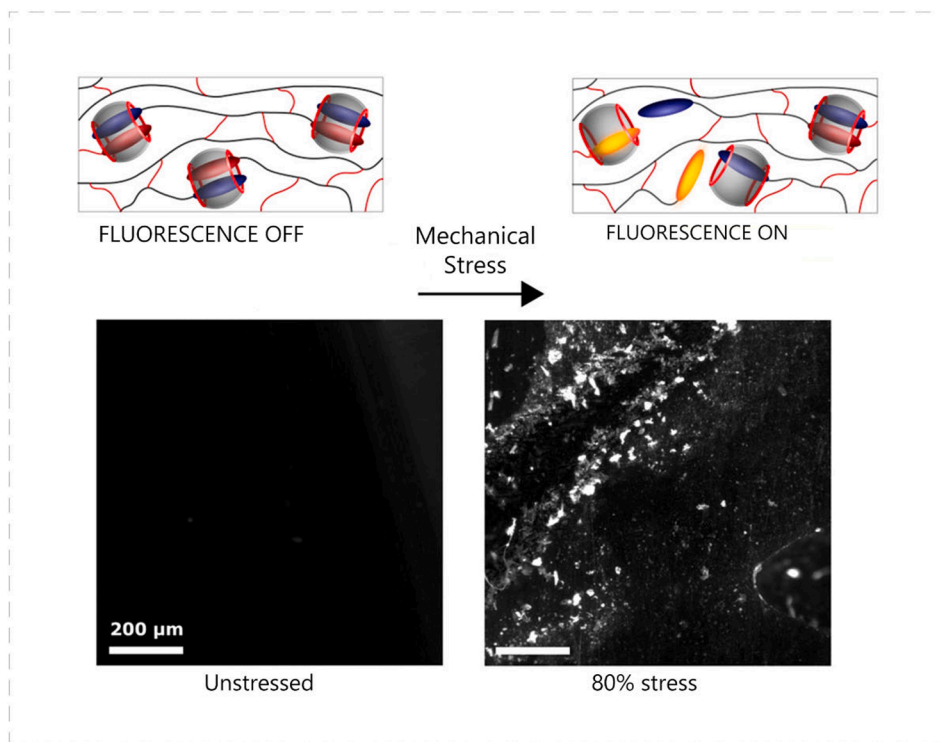 FLUORESCENCE OFF
Mechanical
Stress
FLUORESCENCE ON
200 µm
Unstressed
80% stress